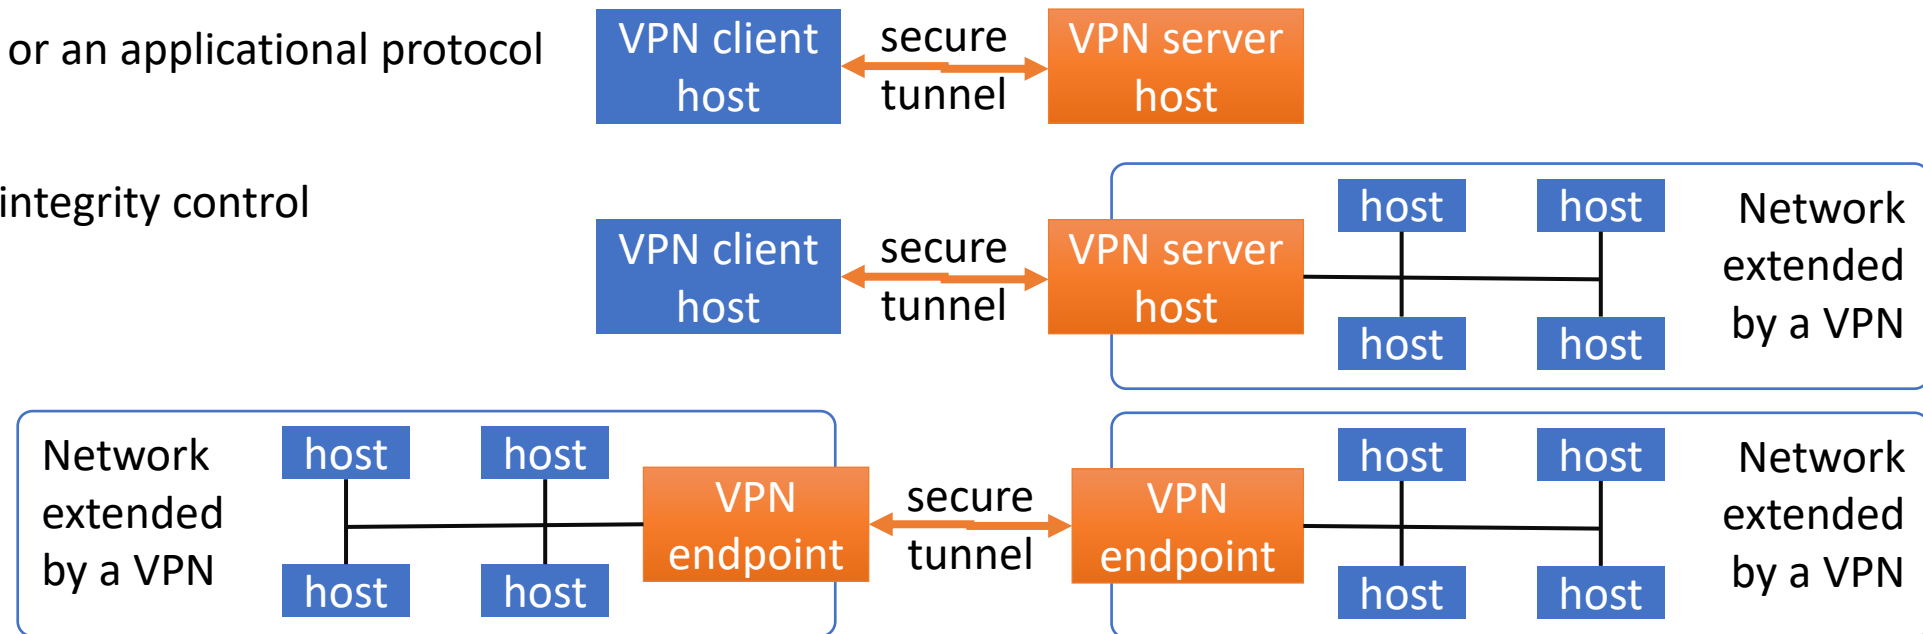 or an applicational protocol
VPN client
host
secure
tunnel
VPN server
host
integrity control
VPN client
host
secure
tunnel
VPN server
host
host
host
host
host
Network
extended
by a VPN
Network
extended
by a VPN
host
host
host
host
VPN
endpoint
secure
tunnel
VPN
endpoint
host
host
host
host
Network
extended
by a VPN